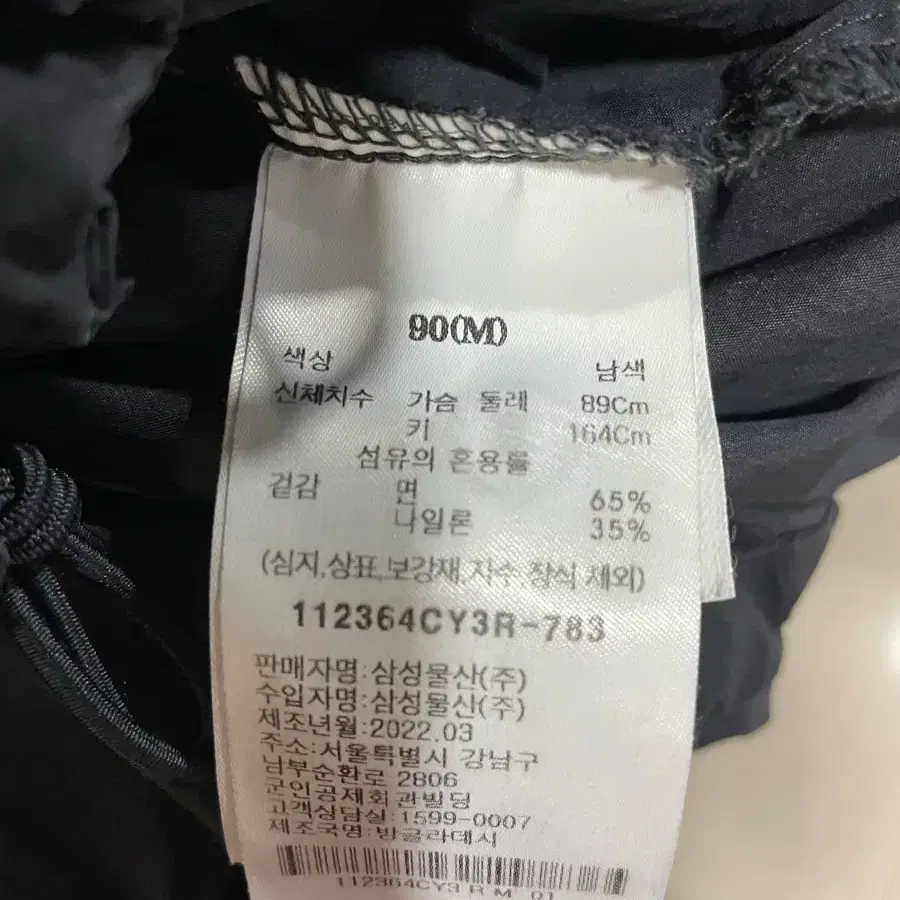 90(M)
색상 남색
신체치수 가슴 둘레 89Cm
키 164Cm
섬유의 혼용률
겉감 면 65%
나일론 35%
(심지,상표,보강재,자수,장식 제외)
112364CY3R-783
판매자명:삼성물산(주)
수입자명:삼성물산(주)
제조년월:2022.03
주소:서울특별시 강남구
남부순환로 2806
군인공제회관빌딩
고객상담실:1599-0007
제조국명:방글라데시
112364CY3 R M 01